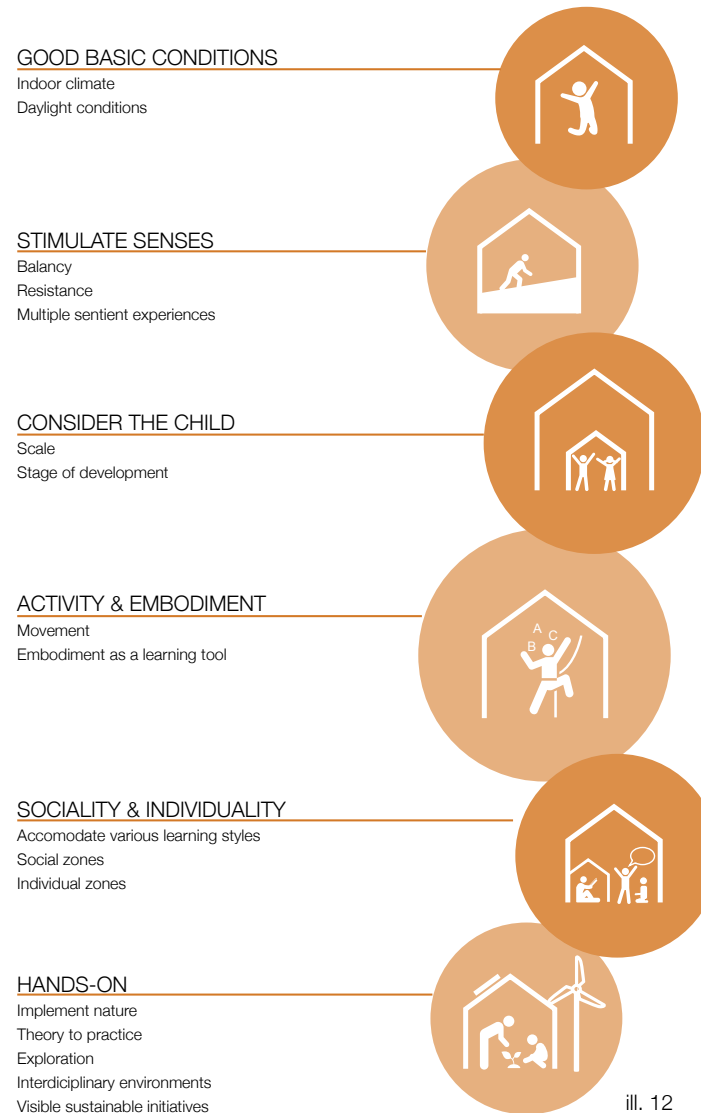 GOOD BASIC CONDITIONS
Indoor climate
Daylight conditions
STIMULATE SENSES
Balancy
Resistance
Multiple sentient experiences
CONSIDER THE CHILD
Scale
Stage of development
ACTIVITY & EMBODIMENT
Movement
Embodiment as a learning tool
A
C
B
SOCIALITY & INDIVIDUALITY
Accomodate various learning styles
Social zones
Individual zones
HANDS-ON
Implement nature
Theory to practice
Exploration
Interdiciplinary environments
Visible sustainable initiatives
ill. 12